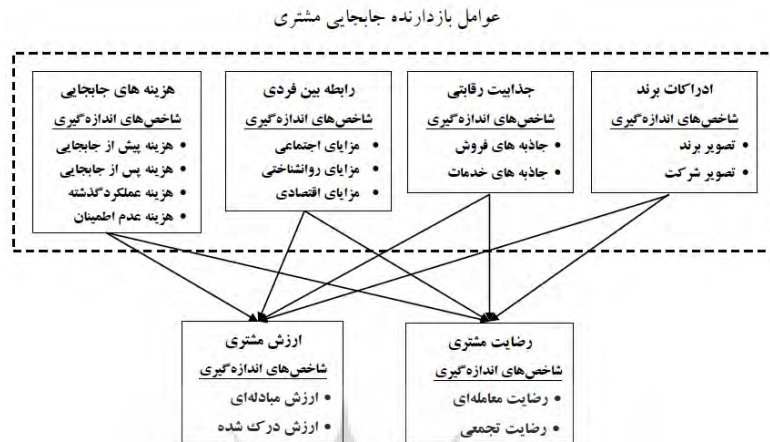 عوامل بازدارنده جابجایی مشتری
ادراکات برند
شاخص‌های اندازه‌گیری
• تصویر برند
• تصویر شرکت
جذابیت رقابتی
شاخص‌های اندازه‌گیری
• جاذبه های فروش
• جاذبه های خدمات
رابطه بین فردی
شاخص‌های اندازه‌گیری
• مزایای اجتماعی
• مزایای روانشناختی
• مزایای اقتصادی
هزینه های جابجایی
شاخص‌های اندازه‌گیری
• هزینه پیش از جابجایی
• هزینه پس از جابجایی
• هزینه عملکردگذشته
• هزینه عدم اطمینان
رضایت مشتری
شاخص‌های اندازه‌گیری
• رضایت معامله‌ای
• رضایت تجمعی
ارزش مشتری
شاخص‌های اندازه‌گیری
• ارزش مبادله‌ای
• ارزش درک شده